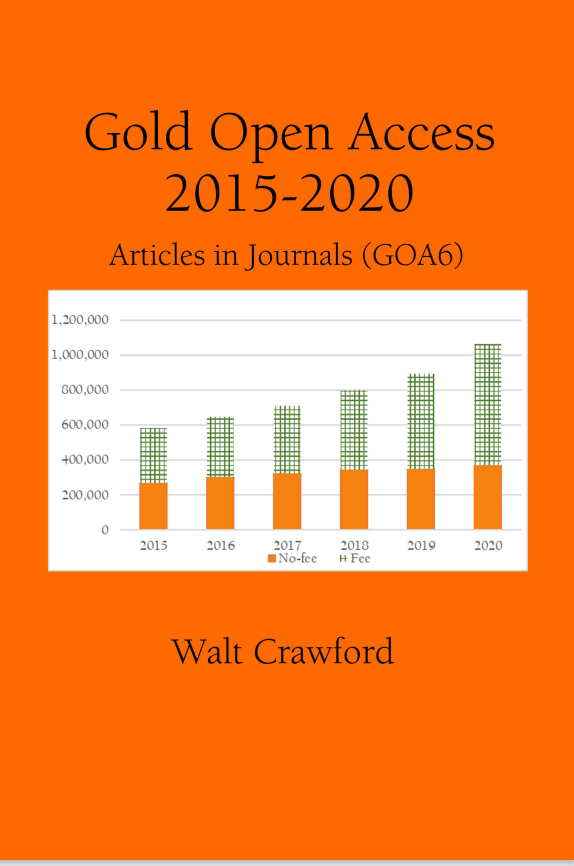 Gold Open Access
2015-2020
Articles in Journals (GOA6)
1,200,000
1,000,000
800,000
600,000
400,000
200,000
0
2015 2016 2017 2018 2019 2020
No-fee Fee
Walt Crawford